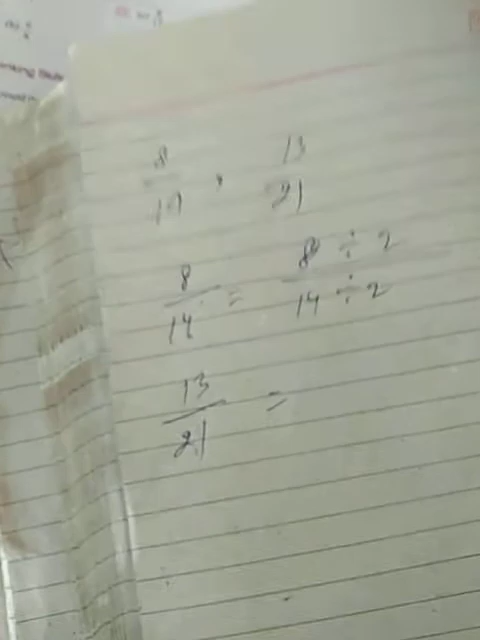 8/14 , 13/21
8/14 = 8 ÷ 2 / 14 ÷ 2
13/21 =